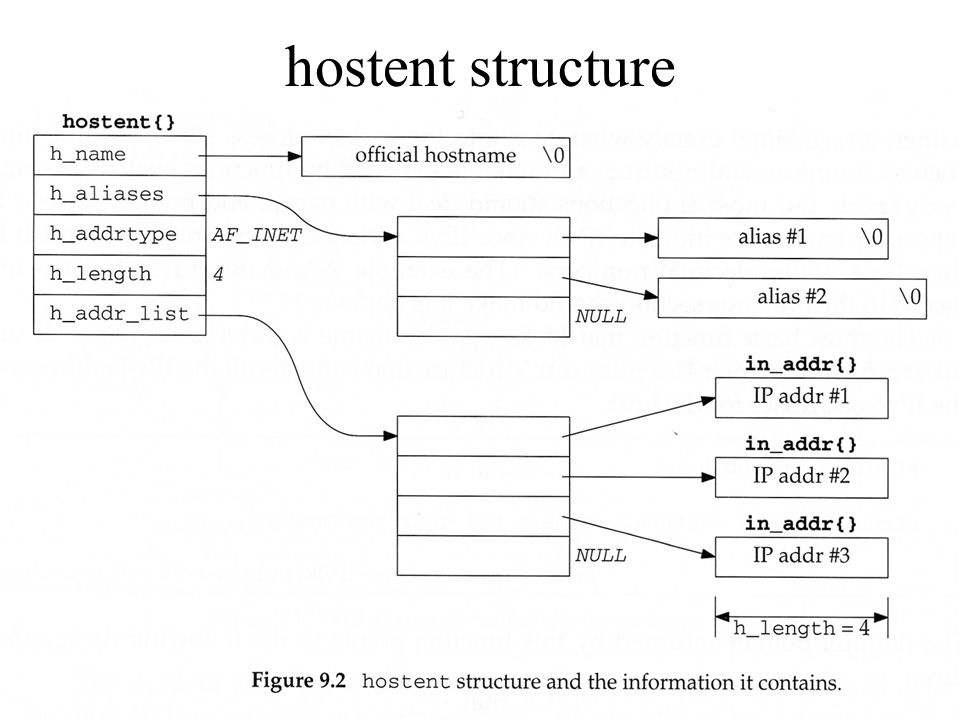 hostent structure
hostent{}
h_name
official hostname \0
h_aliases
h_addrtype AF_INET
alias #1 \0
h_length 4
alias #2 \0
h_addr_list
NULL
in_addr{}
IP addr #1
in_addr{}
IP addr #2
in_addr{}
IP addr #3
NULL
h_length = 4
Figure 9.2 hostent structure and the information it contains.